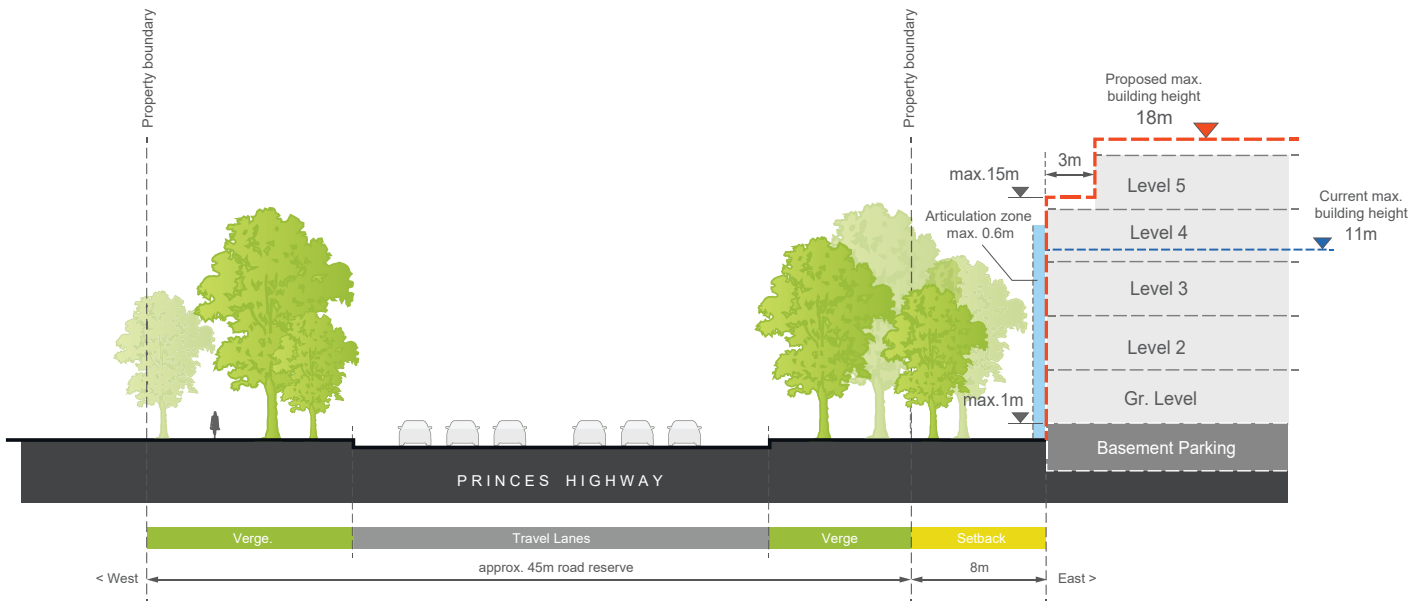 Property boundary
Property boundary
Proposed max.
building height
18m
3m
max.15m
Level 5
Current max.
building height
11m
Articulation zone
max. 0.6m
Level 4
Level 3
Level 2
max.1m
Gr. Level
Basement Parking
PRINCES HIGHWAY
Verge.
Travel Lanes
Verge
Setback
< West
approx. 45m road reserve
8m
East >